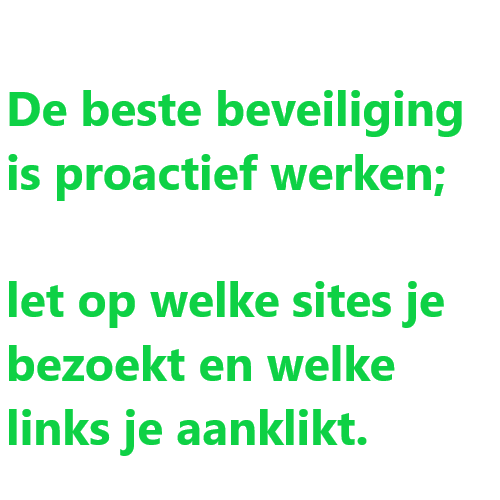 De beste beveiliging
is proactief werken;
let op welke sites je
bezoekt en welke
links je aanklikt.